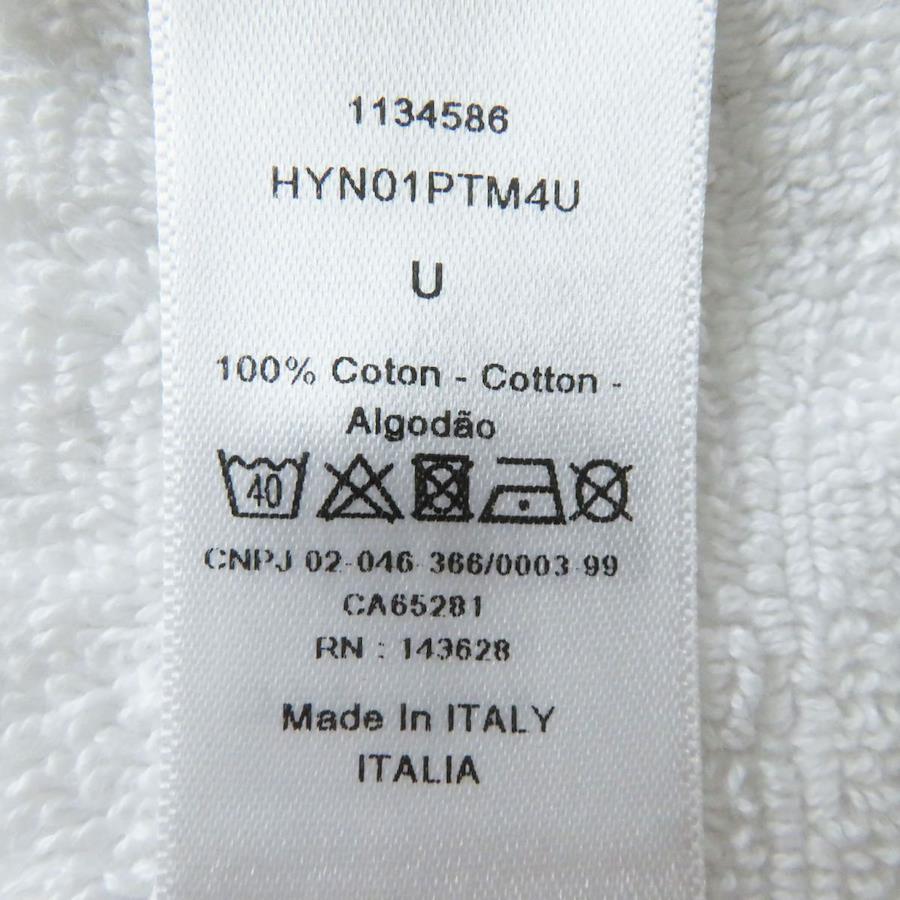 1134586
HYN01PTM4U
U
100% Coton - Cotton -
Algodão
40
CNPJ 02-046 366/0003-99
CA65281
RN : 143628
Made In ITALY
ITALIA